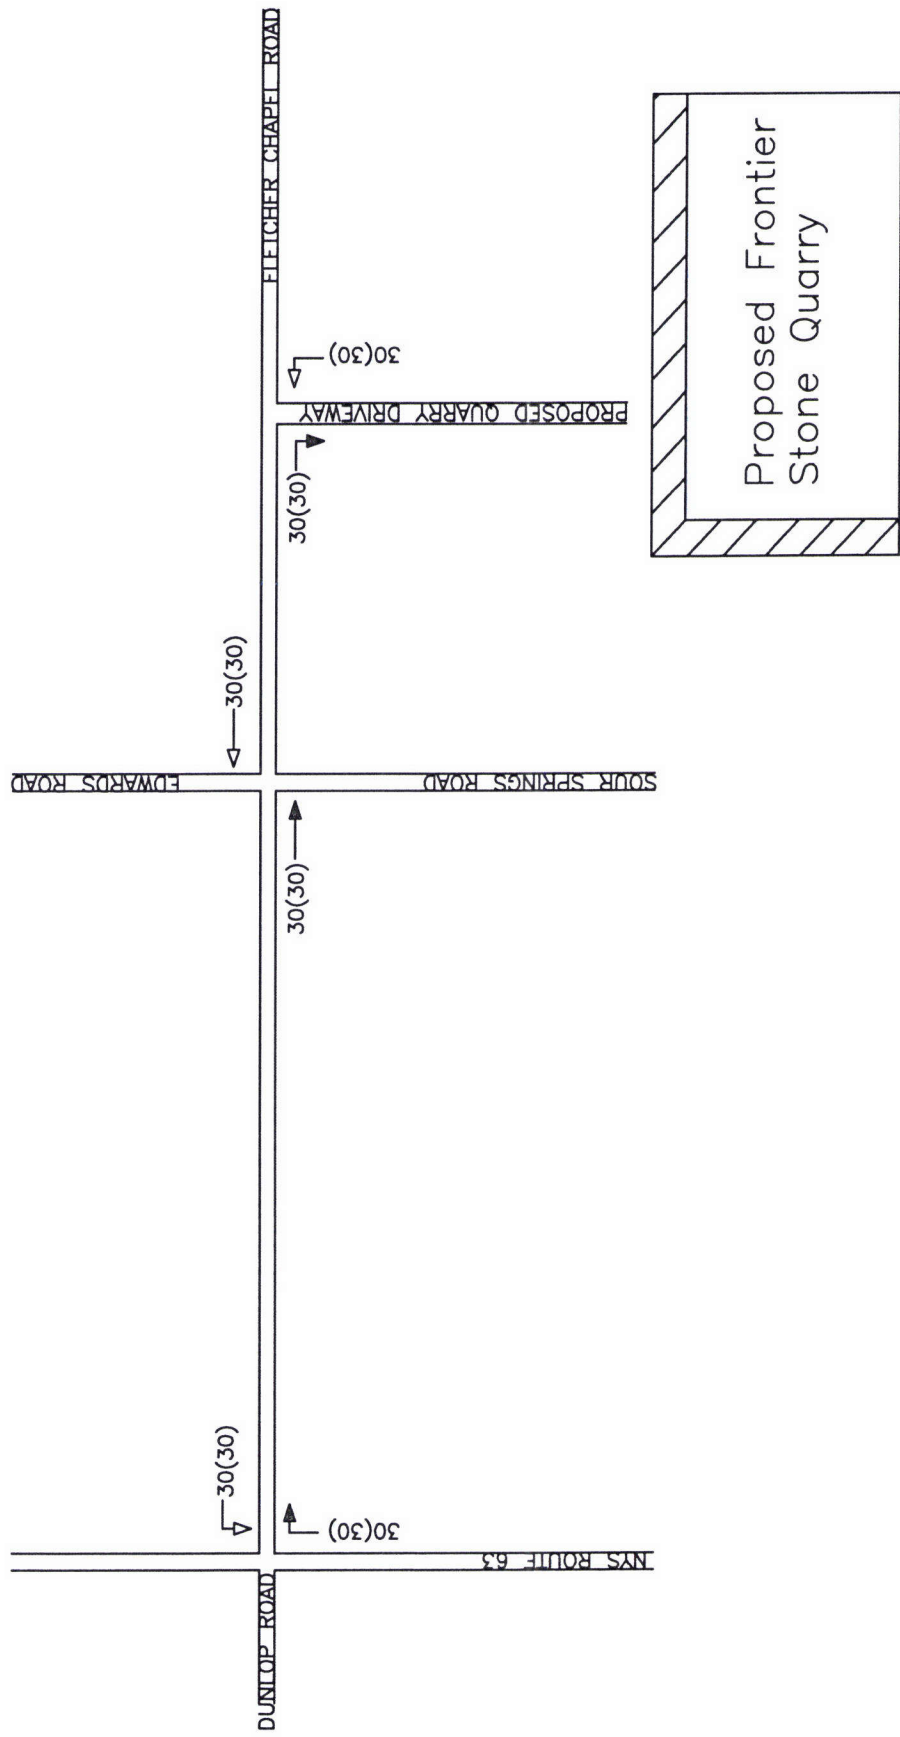 FLETCHER CHAPEL ROAD
30(30)
PROPOSED QUARRY DRIVEWAY
30(30)
Proposed Frontier
Stone Quarry
30(30)
EDWARDS ROAD
SOUR SPRINGS ROAD
30(30)
30(30)
30(30)
NYS ROUTE 63
DUNLOP ROAD